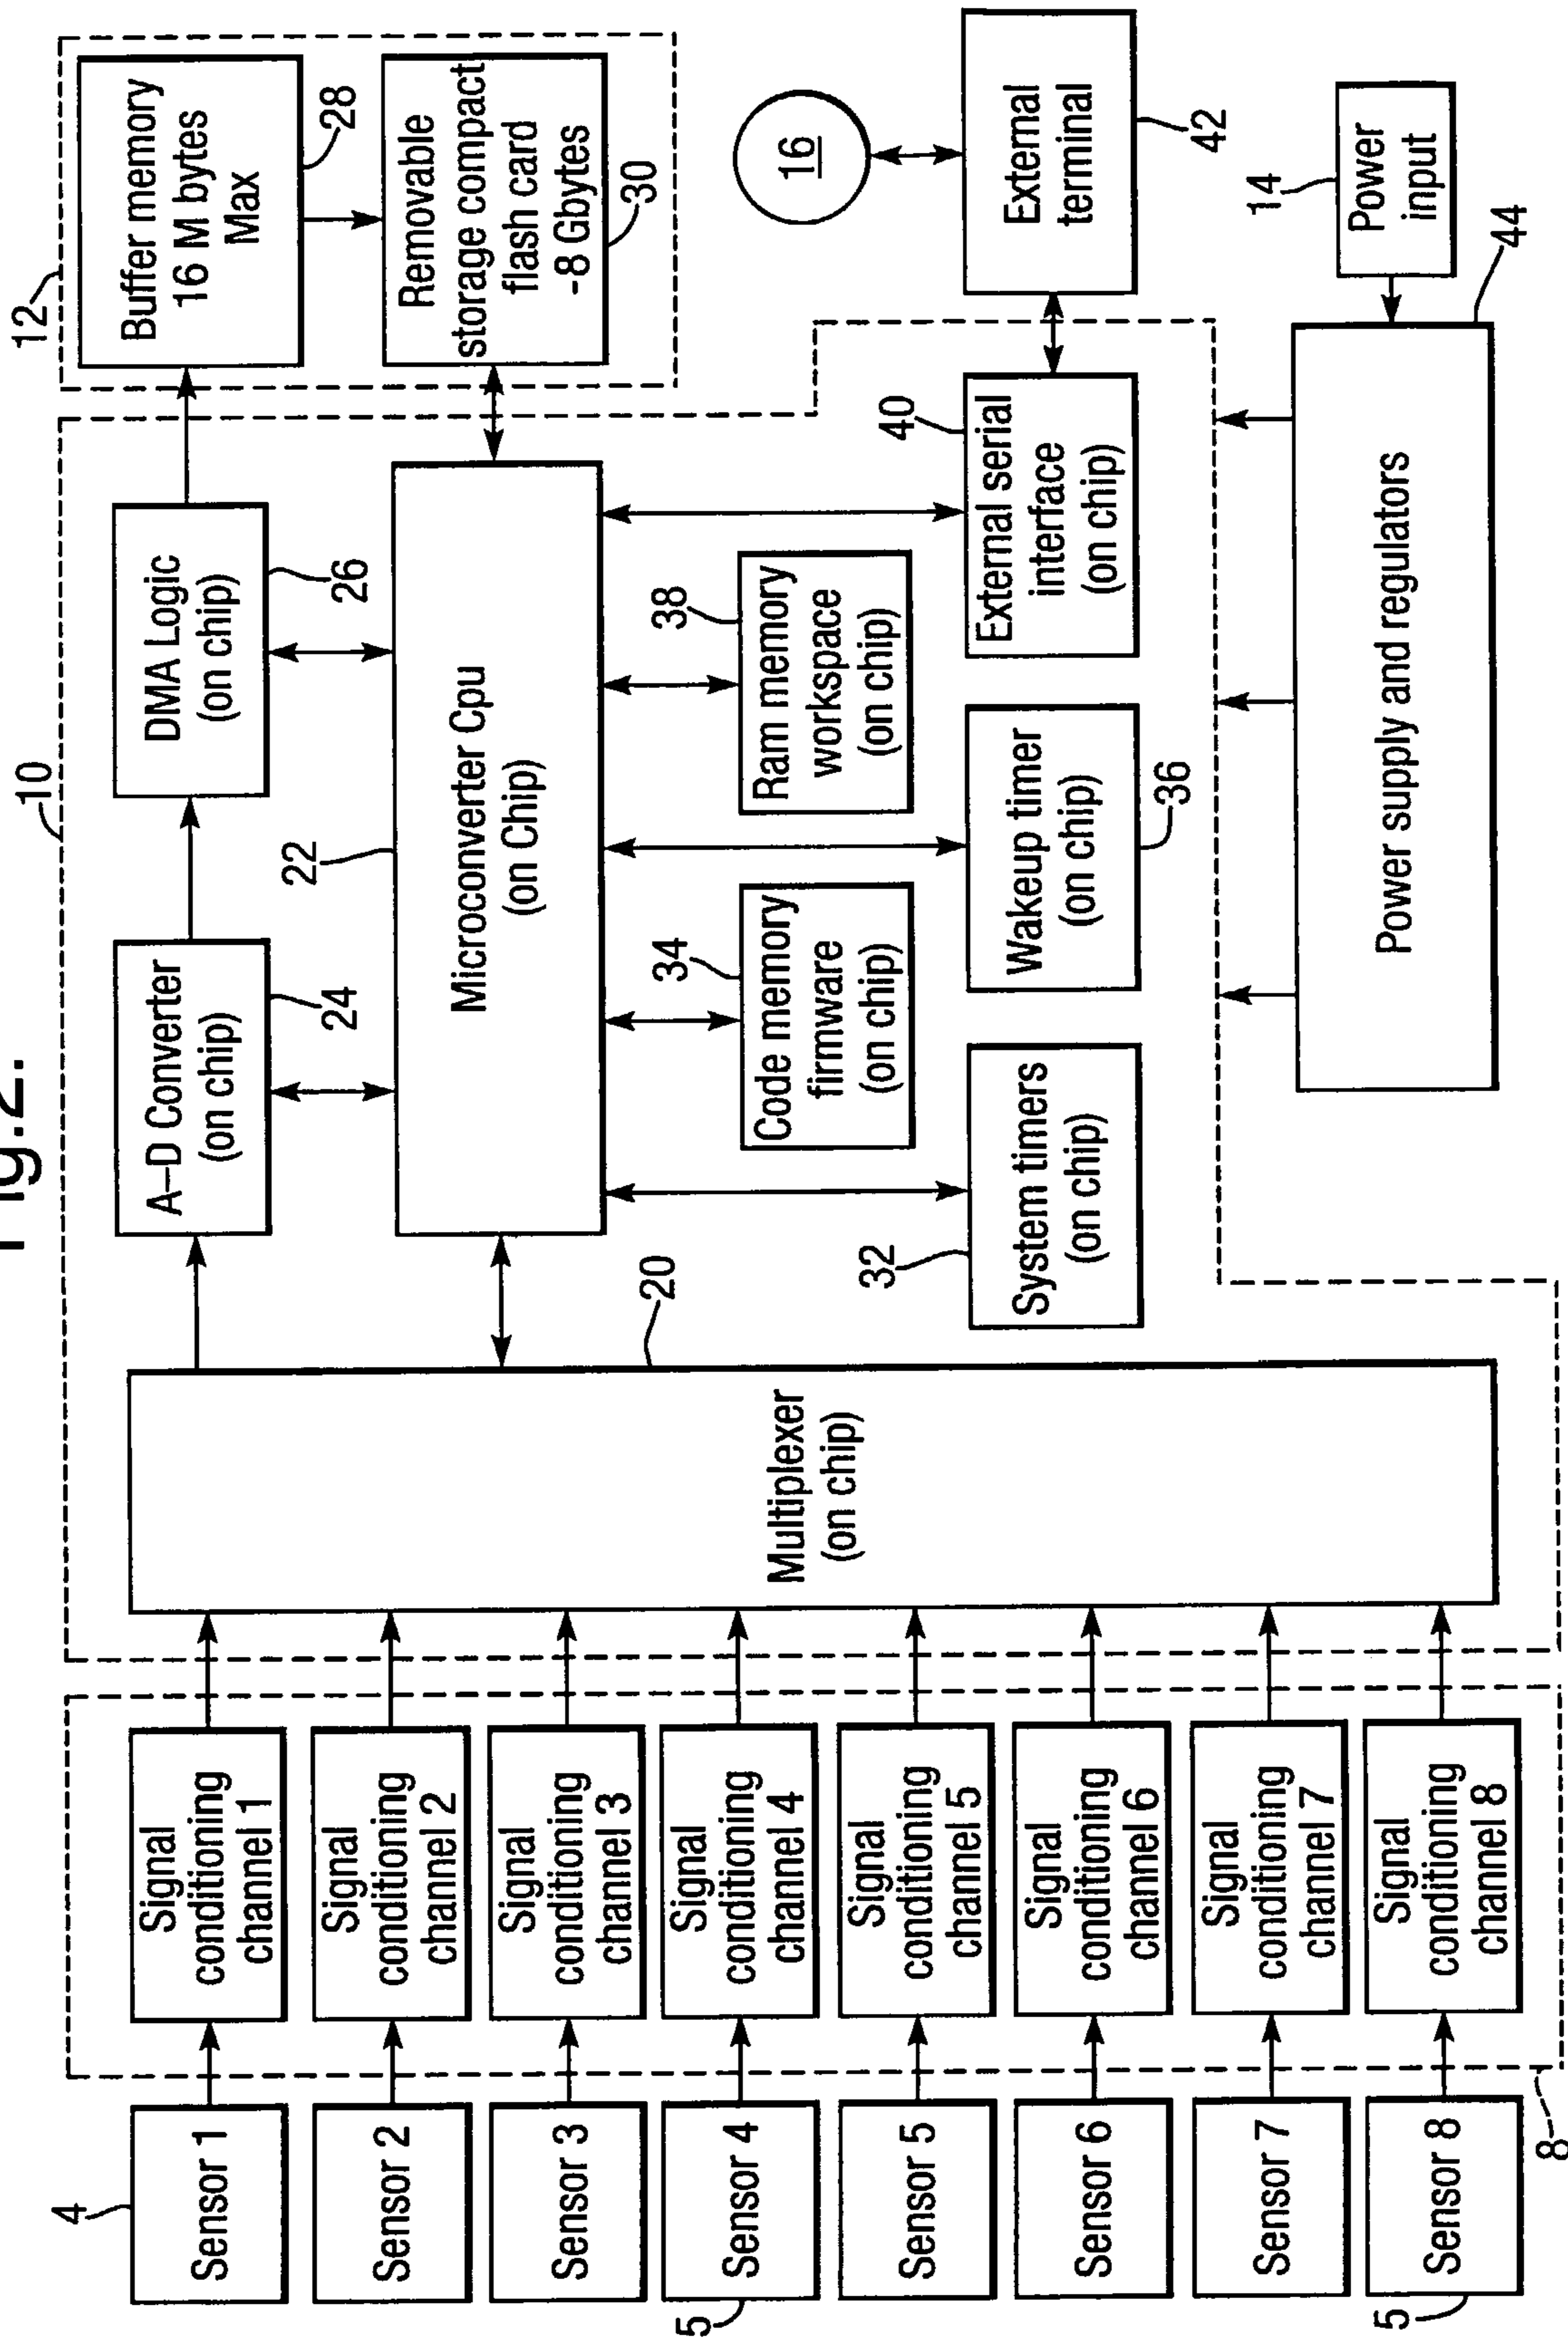 Fig.2.
4
Sensor 1
Sensor 2
Sensor 3
Sensor 4
5
Sensor 5
Sensor 6
Sensor 7
Sensor 8
5
8
Signal
conditioning
channel 1
Signal
conditioning
channel 2
Signal
conditioning
channel 3
Signal
conditioning
channel 4
Signal
conditioning
channel 5
Signal
conditioning
channel 6
Signal
conditioning
channel 7
Signal
conditioning
channel 8
10
Multiplexer
(on chip)
20
A–D Converter
(on chip)
24
DMA Logic
(on chip)
26
22
Microconverter Cpu
(on Chip)
34
Code memory
firmware
(on chip)
38
Ram memory
workspace
(on chip)
32
System timers
(on chip)
Wakeup timer
(on chip)
36
40
External serial
interface
(on chip)
12
Buffer memory
16 M bytes
Max
28
Removable
storage compact
flash card
-8 Gbytes
30
16
External
terminal
42
14
Power
input
44
Power supply and regulators